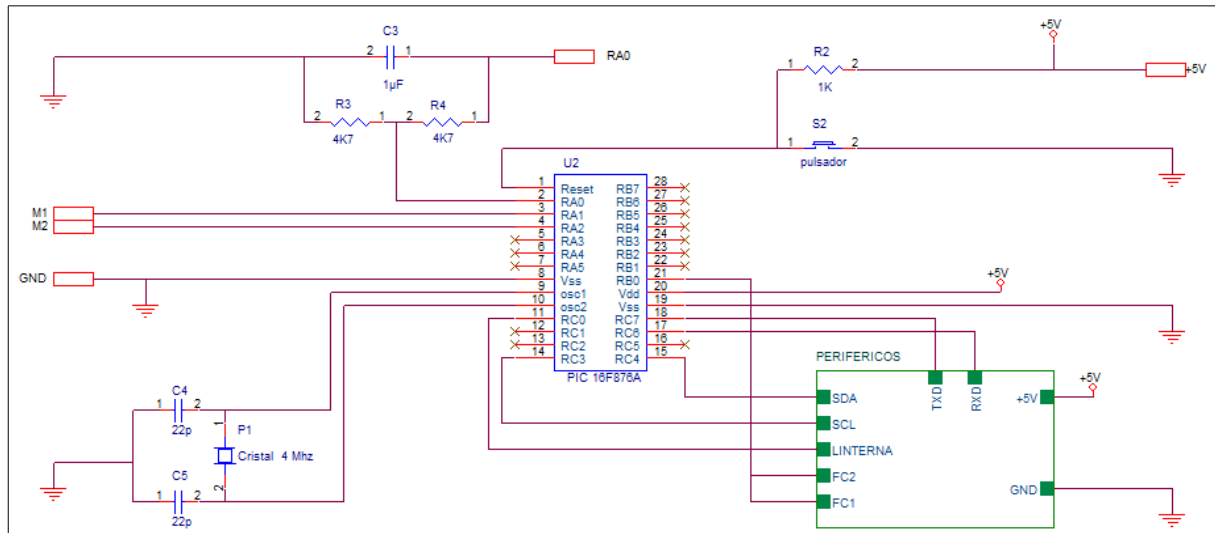 C3
2 1
1µF
RA0
R3
2 1
4K7
R4
2 1
4K7
R2
1 2
1K
+5V
+5V
S2
1 2
pulsador
U2
1 Reset RB7 28
2 RA0 RB6 27
3 RA1 RB5 26
4 RA2 RB4 25
5 RA3 RB3 24
6 RA4 RB2 23
7 RA5 RB1 22
8 Vss RB0 21
9 osc1 Vdd 20
10 osc2 Vss 19
11 RC0 RC7 18
12 RC1 RC6 17
13 RC2 RC5 16
14 RC3 RC4 15
PIC 16F876A
M1
M2
GND
+5V
C4
1 2
22p
1
P1
Cristal 4 Mhz
2
C5
1 2
22p
PERIFERICOS
TXD
RXD
SDA
SCL
LINTERNA
FC2
FC1
+5V
GND
+5V